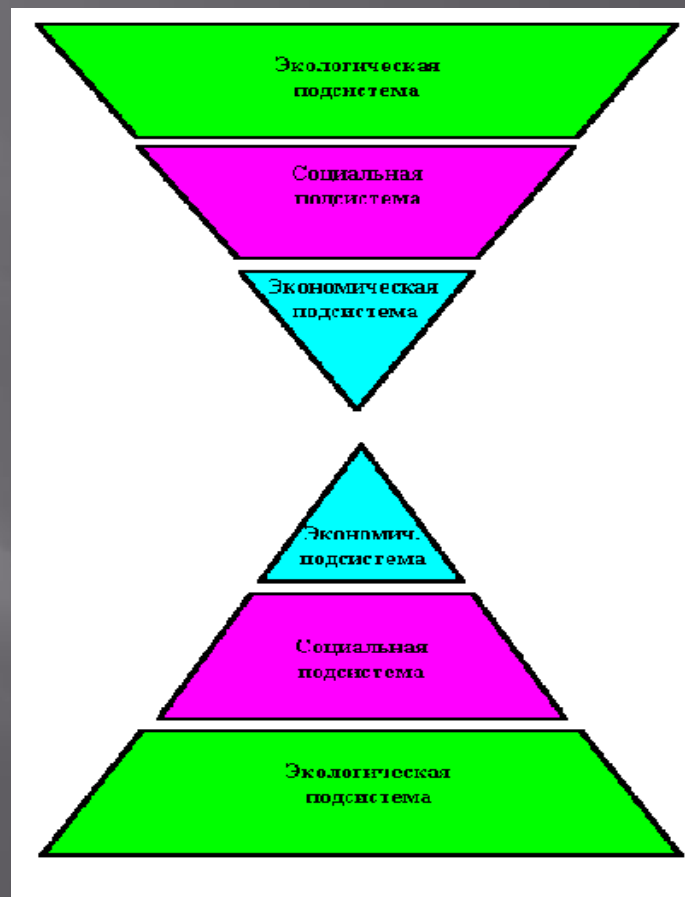 Экологическая
подсистема
Социальная
подсистема
Экономическая
подсистема
Экономич.
подсистема
Социальная
подсистема
Экологическая
подсистема